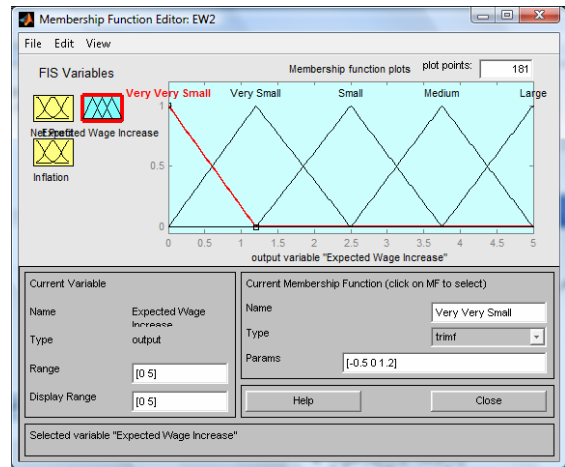 Membership Function Editor: EW2
File Edit View
FIS Variables
Membership function plots plot points: 181
Very Very Small Very Small Small Medium Large
Net Profit
Expected Wage Increase
Inflation
1
0.5
0
0 0.5 1 1.5 2 2.5 3 3.5 4 4.5 5
output variable "Expected Wage Increase"
Current Variable
Name Expected Wage Increase
Type output
Range [0 5]
Display Range [0 5]
Current Membership Function (click on MF to select)
Name Very Very Small
Type trimf
Params [-0.5 0 1.2]
Help Close
Selected variable "Expected Wage Increase"